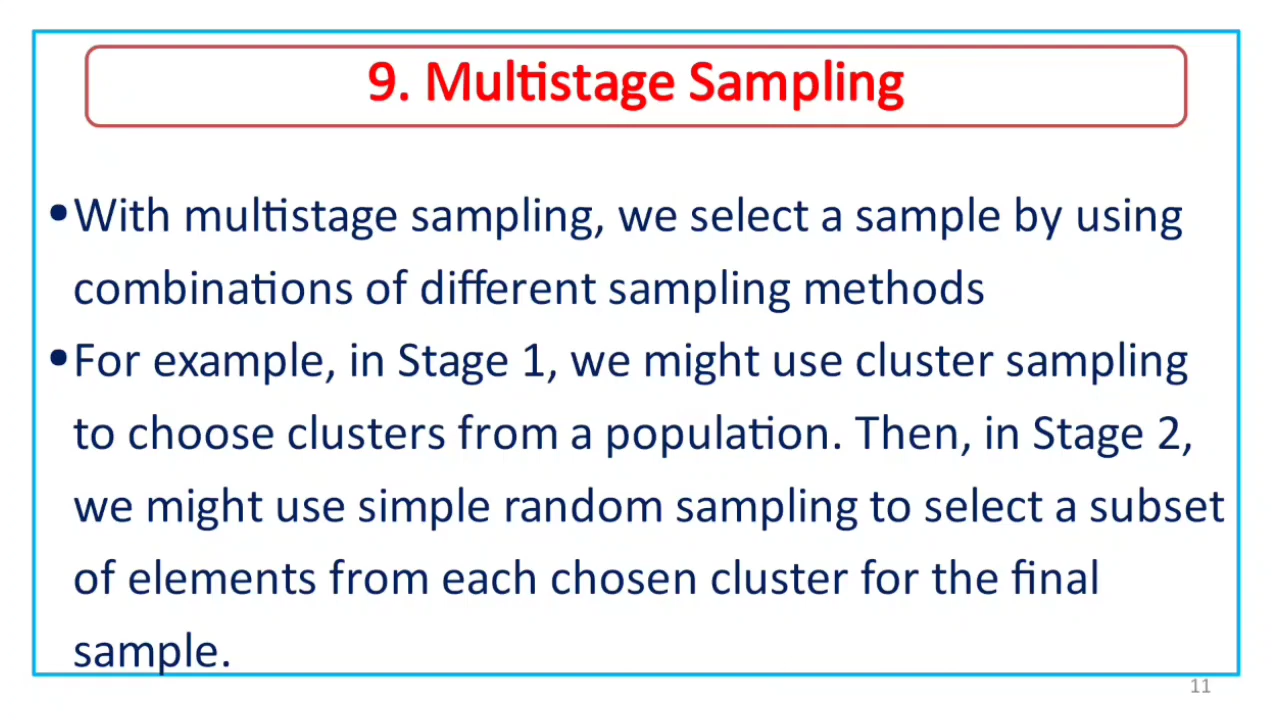 9. Multistage Sampling
•With multistage sampling, we select a sample by using
combinations of different sampling methods
•For example, in Stage 1, we might use cluster sampling
to choose clusters from a population. Then, in Stage 2,
we might use simple random sampling to select a subset
of elements from each chosen cluster for the final
sample.
11